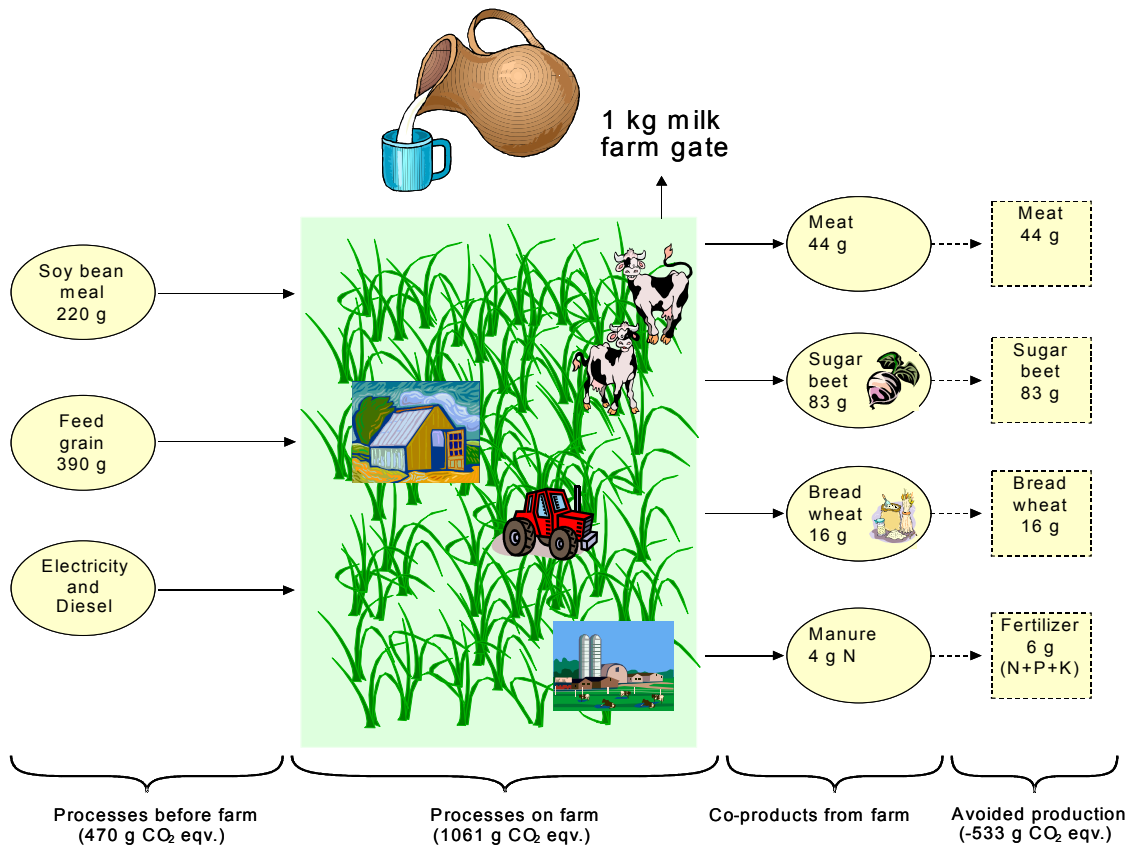 1 kg milk
farm gate
Soy bean
meal
220 g
Feed
grain
390 g
Electricity
and
Diesel
Meat
44 g
Sugar
beet
83 g
Bread
wheat
16 g
Manure
4 g N
Meat
44 g
Sugar
beet
83 g
Bread
wheat
16 g
Fertilizer
6 g
(N+P+K)
Processes before farm
(470 g CO2 eqv.)
Processes on farm
(1061 g CO2 eqv.)
Co-products from farm
Avoided production
(-533 g CO2 eqv.)